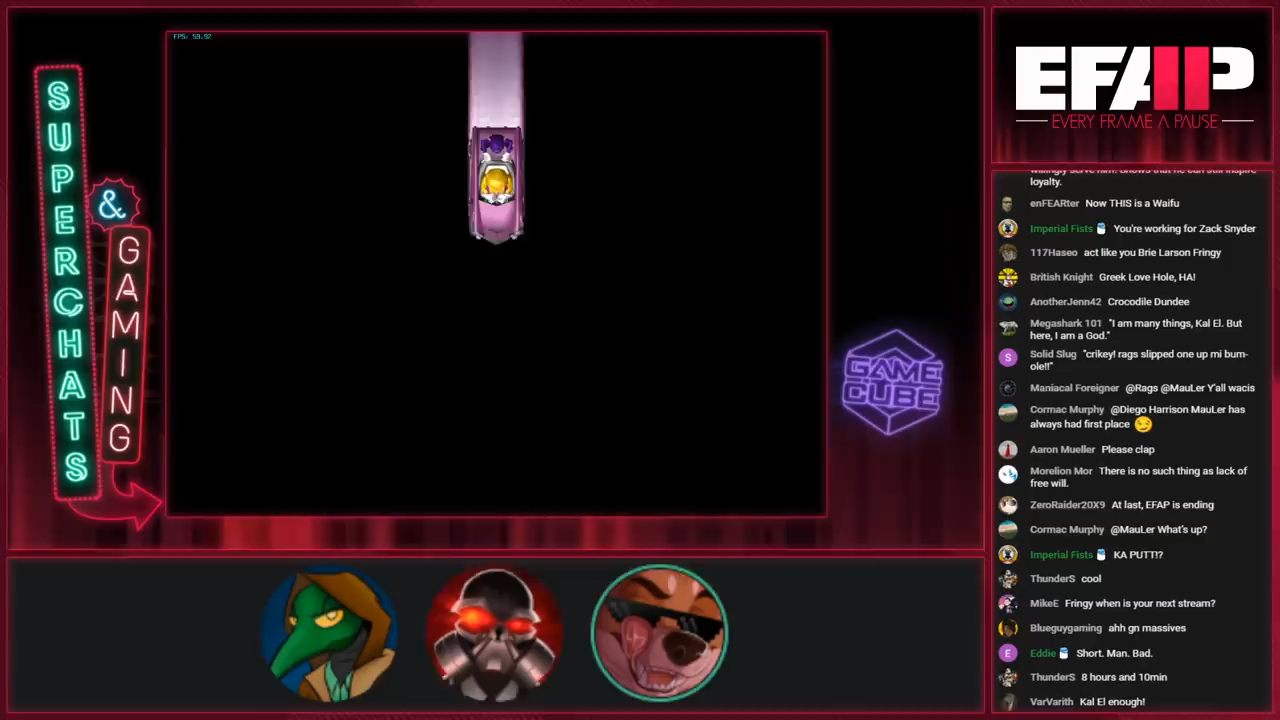 FPS: 59.92
SUPERCHATS
&
GAMING
GAME
CUBE
EFAP
EVERY FRAME A PAUSE
willingly serve him. Shows that he can still inspire
loyalty.
enFEARter Now THIS is a Waifu
Imperial Fists You're working for Zack Snyder
117Haseo act like you Brie Larson Fringy
British Knight Greek Love Hole, HA!
AnotherJenn42 Crocodile Dundee
Megashark 101 "I am many things, Kal El. But
here, I am a God."
Solid Slug "crikey! rags slipped one up mi bum-
ole!!"
Maniacal Foreigner @Rags @MauLer Y'all wacis
Cormac Murphy @Diego Harrison MauLer has
always had first place 😏
Aaron Mueller Please clap
Morelion Mor There is no such thing as lack of
free will.
ZeroRaider20X9 At last, EFAP is ending
Cormac Murphy @MauLer What's up?
Imperial Fists KA PUTT!?
ThunderS cool
MikeE Fringy when is your next stream?
Blueguygaming ahh gn massives
E
Eddie Short. Man. Bad.
ThunderS 8 hours and 10min
VarVarith Kal El enough!